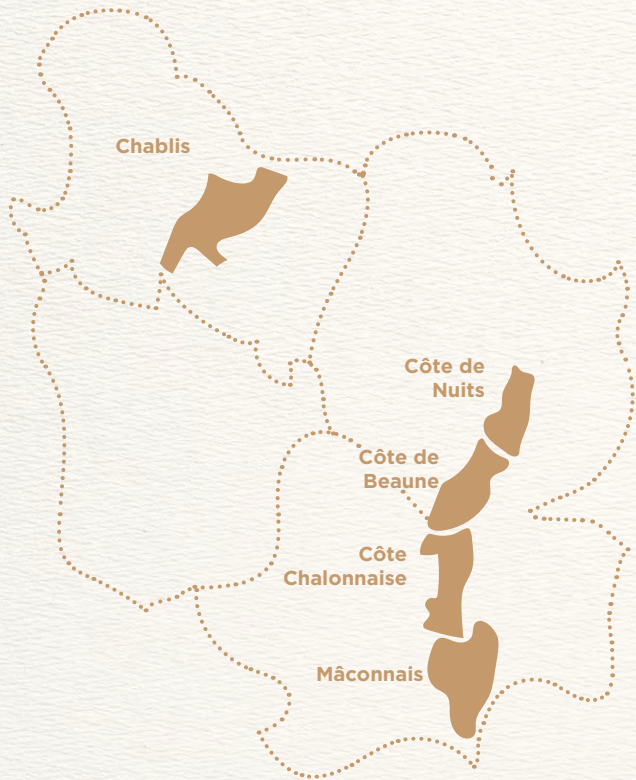 Chablis
Côte de
Nuits
Côte de
Beaune
Côte
Chalonnaise
Mâconnais